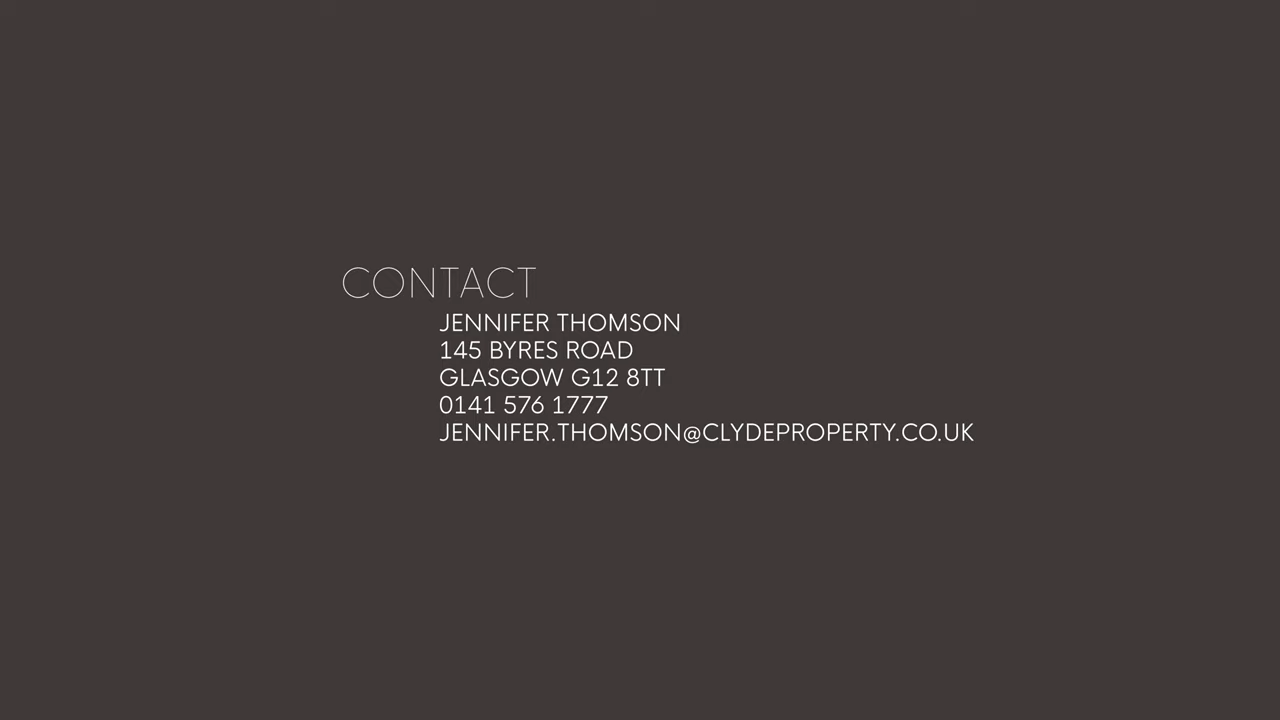 CONTACT
JENNIFER THOMSON
145 BYRES ROAD
GLASGOW G12 8TT
0141 576 1777
JENNIFER.THOMSON@CLYDEPROPERTY.CO.UK